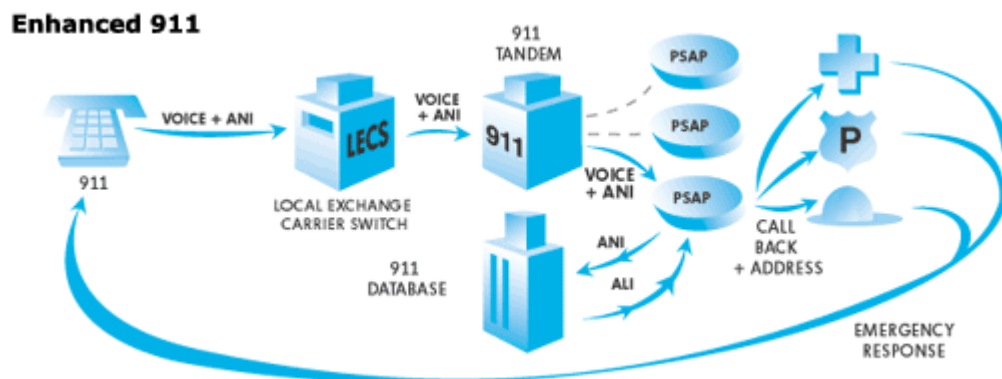 Enhanced 911
911
TANDEM
PSAP
VOICE + ANI
VOICE
+ ANI
LECS
911
PSAP
P
911
LOCAL EXCHANGE
CARRIER SWITCH
VOICE
+ ANI
PSAP
CALL
BACK
+ ADDRESS
911
DATABASE
ANI
ALI
EMERGENCY
RESPONSE